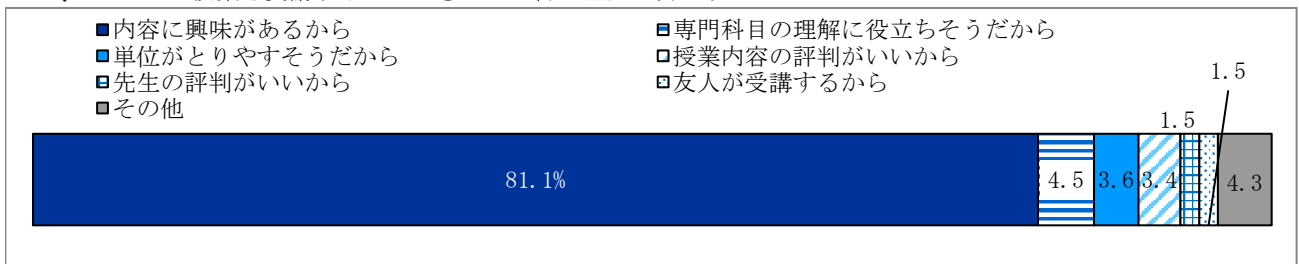 ■内容に興味があるから
専門科目の理解に役立ちそうだから
■単位がとりやすそうだから
授業内容の評判がいいから
先生の評判がいいから
友人が受講するから
■その他
1.5
1.5
81.1%
4.5
3.6
3.4
4.3